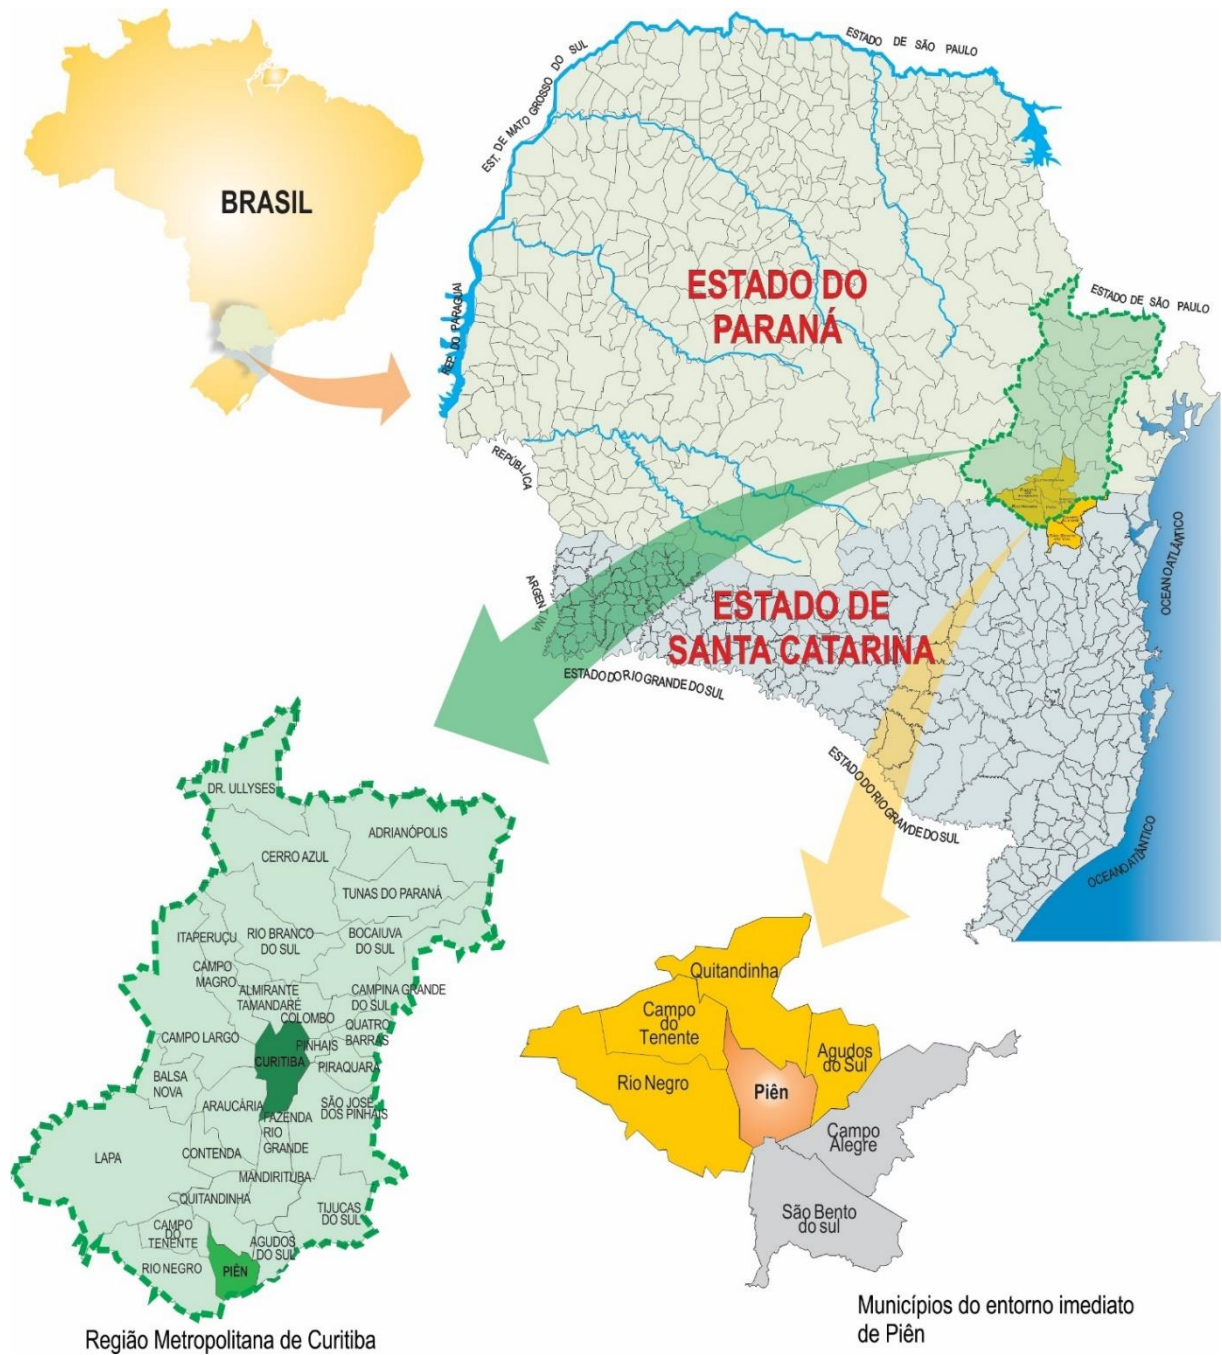 BRASIL
EST. DE MATO GROSSO DO SUL
ESTADO DE SÃO PAULO
REP. DO PARAGUAI
ESTADO DO
PARANÁ
ESTADO DE SÃO PAULO
REPÚBLICA
ARGENTINA
ESTADO DE
SANTA CATARINA
ESTADO DO RIO GRANDE DO SUL
ESTADO DO RIO GRANDE DO SUL
OCEANO ATLÂNTICO
OCEANO ATLÂNTICO
DR. ULLYSES
ADRIANÓPOLIS
CERRO AZUL
TUNAS DO PARANÁ
ITAPERUÇU
RIO BRANCO
DO SUL
BOCAIUVA
DO SUL
CAMPO
MAGRO
ALMIRANTE
TAMANDARÉ
CAMPINA GRANDE
DO SUL
COLOMBO
QUATRO
BARRAS
CAMPO LARGO
PINHAIS
CURITIBA
PIRAQUARA
BALSA
NOVA
ARAUCÁRIA
SÃO JOSÉ
DOS PINHAIS
FAZENDA
RIO
GRANDE
LAPA
CONTENDA
MANDIRITUBA
QUITANDINHA
TIJUCAS
DO SUL
CAMPO
DO
TENENTE
AGUDOS
DO SUL
RIO NEGRO
PIÊN
Região Metropolitana de Curitiba
Quitandinha
Campo
do
Tenente
Agudos
do Sul
Rio Negro
Piên
Campo
Alegre
São Bento
do sul
Municípios do entorno imediato
de Piên